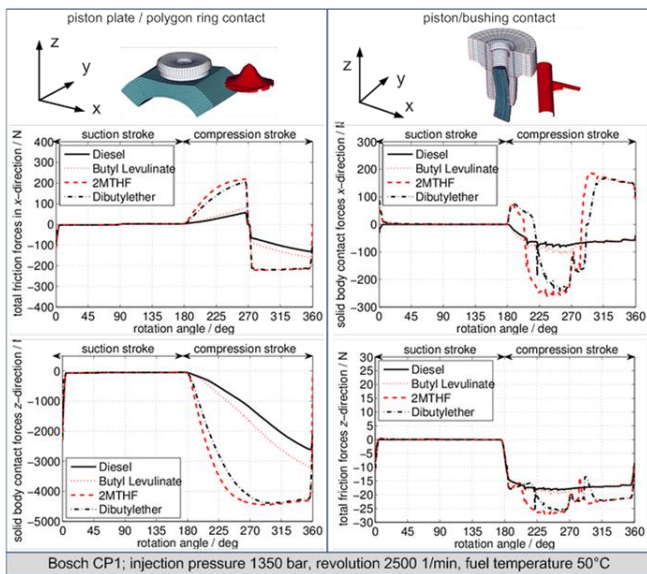 piston plate / polygon ring contact
z
y
x
suction stroke
compression stroke
total friction forces in x-direction / N
400
300
200
100
0
-100
-200
-300
-400
Diesel
Butyl Levulinate
2MTHF
Dibutylether
0 45 90 135 180 225 270 315 360
rotation angle / deg
suction stroke
compression stroke
solid body contact forces z-direction /
0
-1000
-2000
-3000
-4000
-5000
Diesel
Butyl Levulinate
2MTHF
Dibutylether
0 45 90 135 180 225 270 315 360
rotation angle / deg
piston/bushing contact
z
y
x
suction stroke
compression stroke
solid body contact forces x-direction /
300
200
100
0
-100
-200
-300
Diesel
Butyl Levulinate
2MTHF
Dibutylether
0 45 90 135 180 225 270 315 360
rotation angle / deg
suction stroke
compression stroke
total friction forces z-direction / N
30
25
20
15
10
5
0
-5
-10
-15
-20
-25
-30
Diesel
Butyl Levulinate
2MTHF
Dibutylether
0 45 90 135 180 225 270 315 360
rotation angle / deg
Bosch CP1; injection pressure 1350 bar, revolution 2500 1/min, fuel temperature 50°C